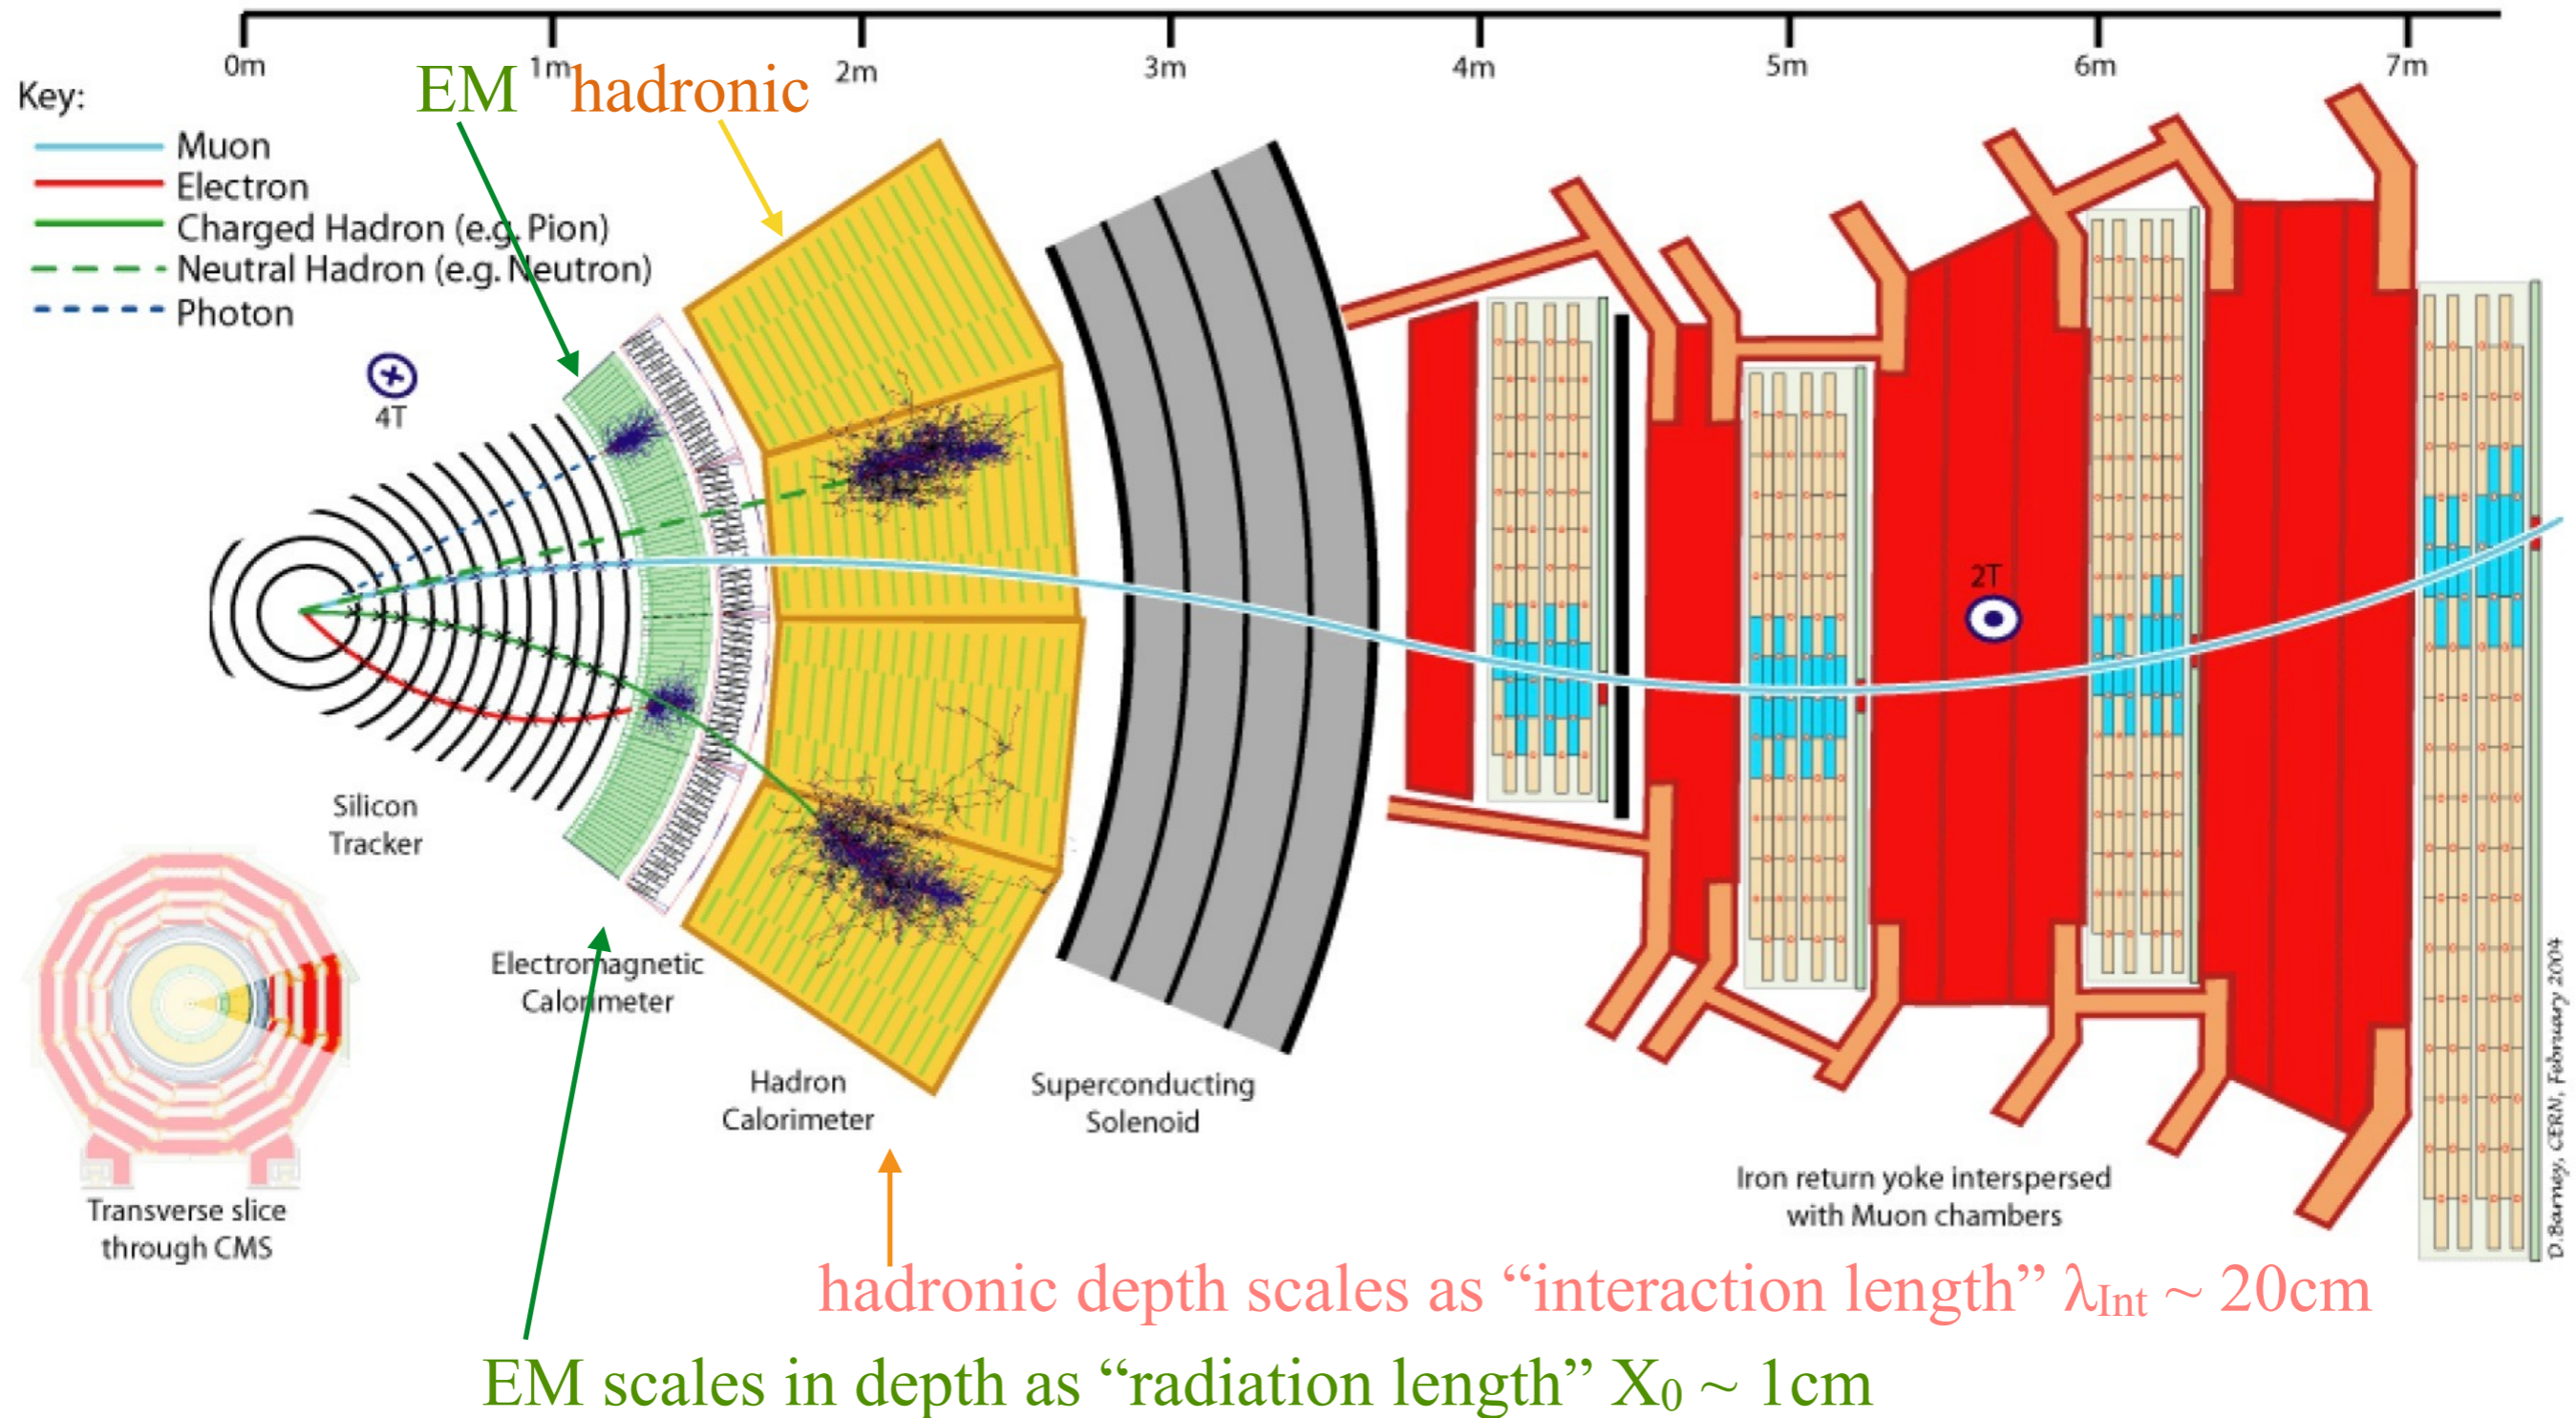 0m
1m
2m
3m
4m
5m
6m
7m
EM
hadronic
Key:
Muon
Electron
Charged Hadron (e.g. Pion)
Neutral Hadron (e.g. Neutron)
Photon
4T
2T
Silicon
Tracker
Electromagnetic
Calorimeter
Hadron
Calorimeter
Superconducting
Solenoid
Iron return yoke interspersed
with Muon chambers
Transverse slice
through CMS
D.Barney, CERN, February 2004
hadronic depth scales as “interaction length” λInt ~ 20cm
EM scales in depth as “radiation length” X0 ~ 1cm